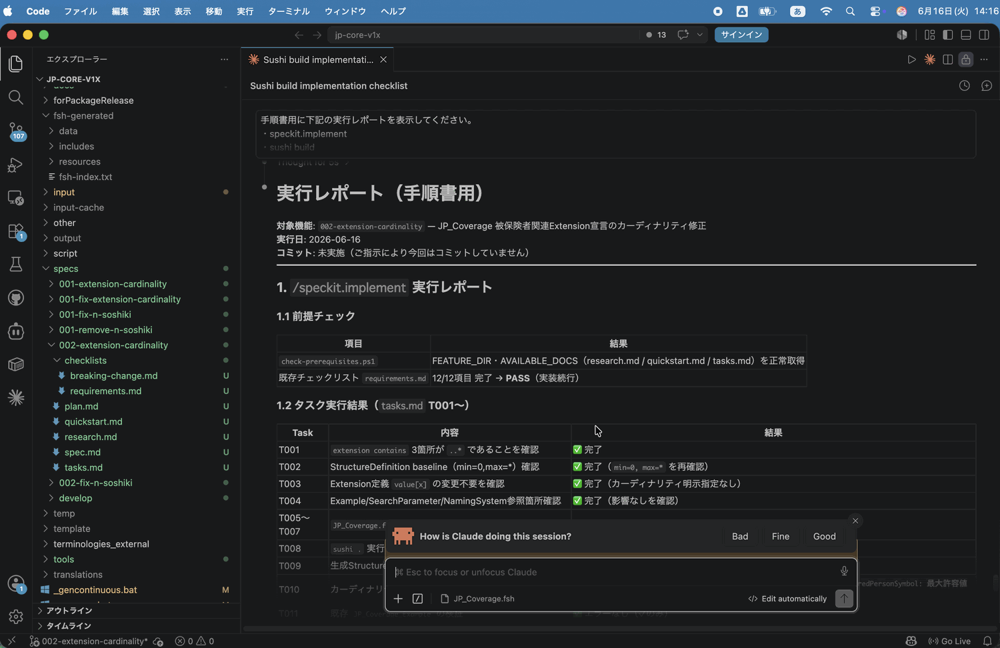 Code ファイル 編集 選択 表示 移動 実行 ターミナル ウィンドウ ヘルプ あ 6月16日(火) 14:16
jp-core-v1x 13 サインイン
エクスプローラー
JP-CORE-V1X
docs
forPackageRelease
fsh-generated
data
includes
resources
fsh-index.txt
input
input-cache
other
output
script
specs
001-extension-cardinality
001-fix-extension-cardinality
001-fix-n-soshiki
001-remove-n-soshiki
002-extension-cardinality
checklists
breaking-change.md U
requirements.md U
plan.md U
quickstart.md U
research.md U
spec.md U
tasks.md U
002-fix-n-soshiki
develop
temp
template
terminologies_external
tools
translations
_gencontinuous.bat M
アウトライン
タイムライン
107
1
1
Sushi build implementati...
Sushi build implementation checklist
手順書用に下記の実行レポートを表示してください。
・speckit.implement
・sushi build
Thought for 5s
実行レポート（手順書用）
対象機能: 002-extension-cardinality — JP_Coverage 被保険者関連Extension宣言のカーディナリティ修正
実行日: 2026-06-16
コミット: 未実施（ご指示により今回はコミットしていません）
1. /speckit.implement 実行レポート
1.1 前提チェック
項目 結果
check-prerequisites.ps1 FEATURE_DIR・AVAILABLE_DOCS（research.md / quickstart.md / tasks.md）を正常取得
既存チェックリスト requirements.md 12/12項目 完了 → PASS（実装続行）
1.2 タスク実行結果（ tasks.md T001〜）
Task 内容 結果
T001 extension contains 3箇所が ..* であることを確認 ✅ 完了
T002 StructureDefinition baseline（min=0,max=*）確認 ✅ 完了（ min=0, max=* を再確認）
T003 Extension定義 value[x] の変更不要を確認 ✅ 完了（カーディナリティ明示指定なし）
T004 Example/SearchParameter/NamingSystem参照箇所確認 ✅ 完了（影響なしを確認）
T005〜
T007 JP_Coverage.f
T008 sushi . 実行
T009 生成Structure
T010 カーディナリ redPersonSymbol: 最大許容値
T011 既存 JP_Coverage
How is Claude doing this session? Bad Fine Good
⌘ Esc to focus or unfocus Claude
JP_Coverage.fsh </> Edit automatically
002-extension-cardinality* 0 0 Go Live